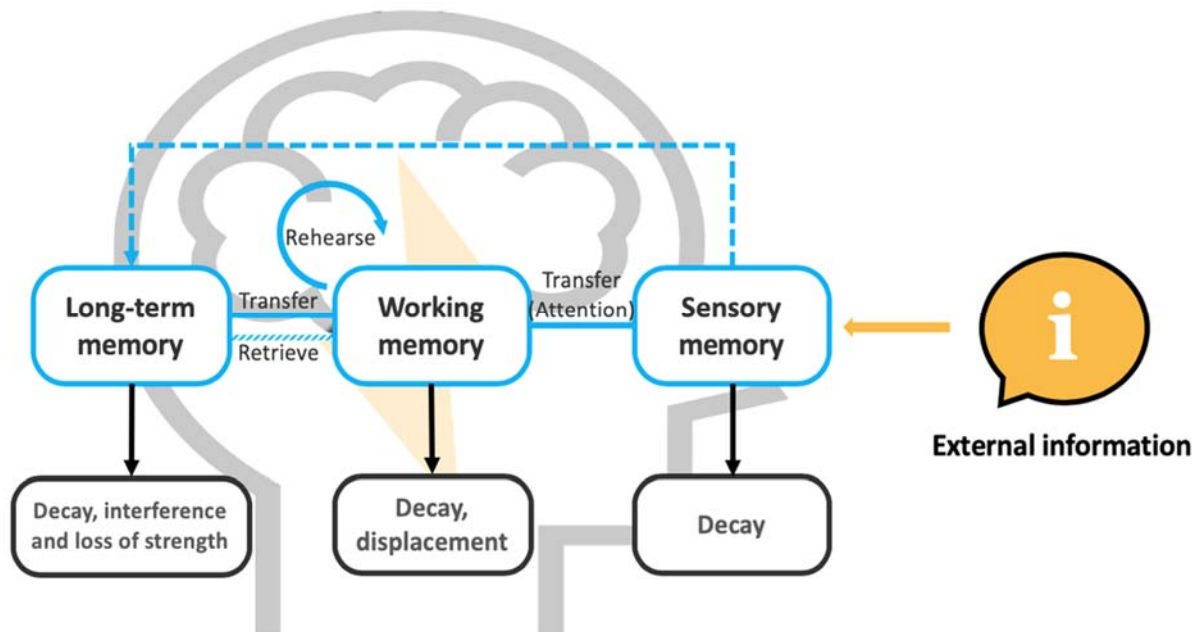 Rehearse
Transfer
(Attention)
Long-term
memory
Transfer
Retrieve
Working
memory
Sensory
memory
i
External information
Decay, interference
and loss of strength
Decay,
displacement
Decay